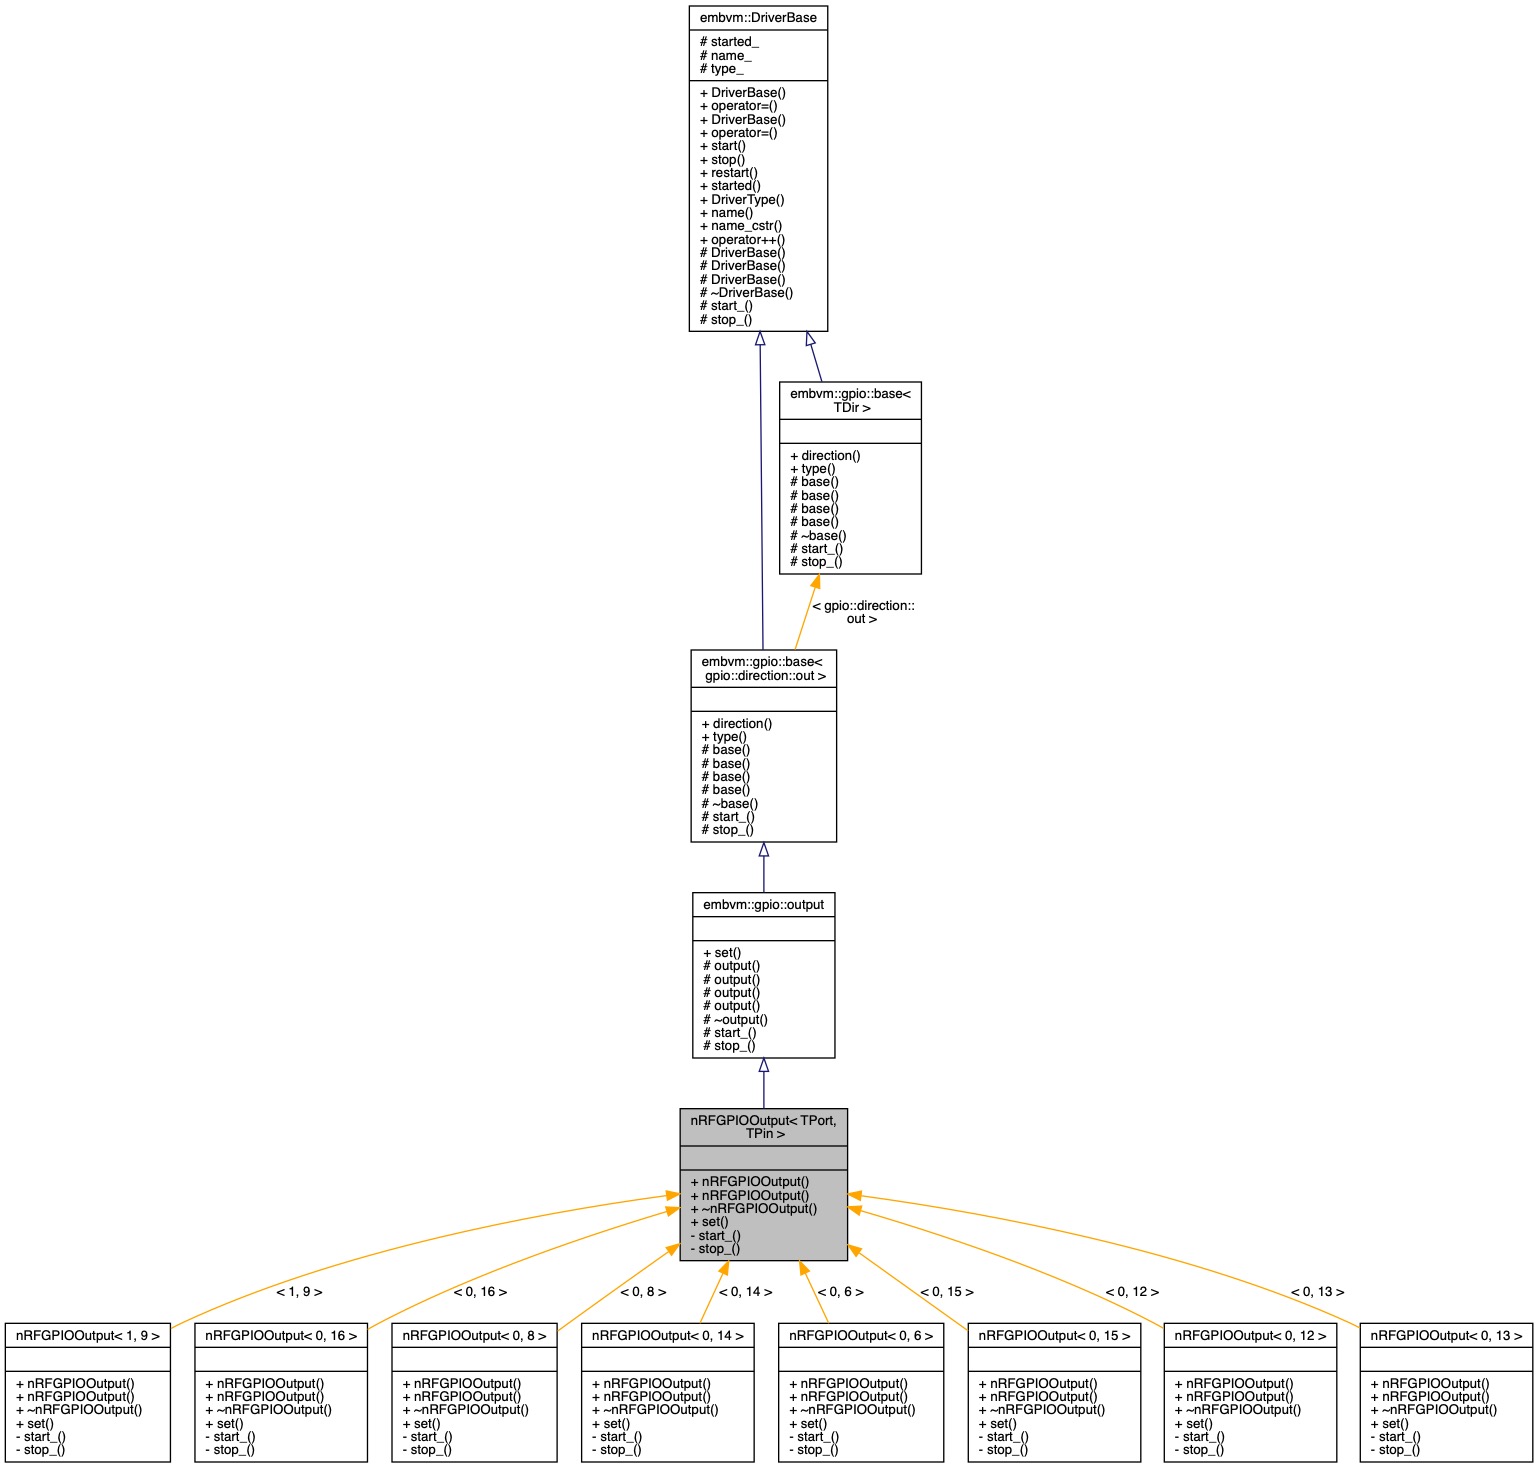 embvm::DriverBase
# started_
# name_
# type_
+ DriverBase()
+ operator=()
+ DriverBase()
+ operator=()
+ start()
+ stop()
+ restart()
+ started()
+ DriverType()
+ name()
+ name_cstr()
+ operator++()
# DriverBase()
# DriverBase()
# DriverBase()
# ~DriverBase()
# start_()
# stop_()
embvm::gpio::base<
TDir >
+ direction()
+ type()
# base()
# base()
# base()
# base()
# ~base()
# start_()
# stop_()
< gpio::direction::
out >
embvm::gpio::base<
gpio::direction::out >
+ direction()
+ type()
# base()
# base()
# base()
# base()
# ~base()
# start_()
# stop_()
embvm::gpio::output
+ set()
# output()
# output()
# output()
# output()
# ~output()
# start_()
# stop_()
nRFGPIOOutput< TPort,
TPin >
+ nRFGPIOOutput()
+ nRFGPIOOutput()
+ ~nRFGPIOOutput()
+ set()
- start_()
- stop_()
< 1, 9 >
< 0, 16 >
< 0, 8 >
< 0, 14 >
< 0, 6 >
< 0, 15 >
< 0, 12 >
< 0, 13 >
nRFGPIOOutput< 1, 9 >
+ nRFGPIOOutput()
+ nRFGPIOOutput()
+ ~nRFGPIOOutput()
+ set()
- start_()
- stop_()
nRFGPIOOutput< 0, 16 >
+ nRFGPIOOutput()
+ nRFGPIOOutput()
+ ~nRFGPIOOutput()
+ set()
- start_()
- stop_()
nRFGPIOOutput< 0, 8 >
+ nRFGPIOOutput()
+ nRFGPIOOutput()
+ ~nRFGPIOOutput()
+ set()
- start_()
- stop_()
nRFGPIOOutput< 0, 14 >
+ nRFGPIOOutput()
+ nRFGPIOOutput()
+ ~nRFGPIOOutput()
+ set()
- start_()
- stop_()
nRFGPIOOutput< 0, 6 >
+ nRFGPIOOutput()
+ nRFGPIOOutput()
+ ~nRFGPIOOutput()
+ set()
- start_()
- stop_()
nRFGPIOOutput< 0, 15 >
+ nRFGPIOOutput()
+ nRFGPIOOutput()
+ ~nRFGPIOOutput()
+ set()
- start_()
- stop_()
nRFGPIOOutput< 0, 12 >
+ nRFGPIOOutput()
+ nRFGPIOOutput()
+ ~nRFGPIOOutput()
+ set()
- start_()
- stop_()
nRFGPIOOutput< 0, 13 >
+ nRFGPIOOutput()
+ nRFGPIOOutput()
+ ~nRFGPIOOutput()
+ set()
- start_()
- stop_()